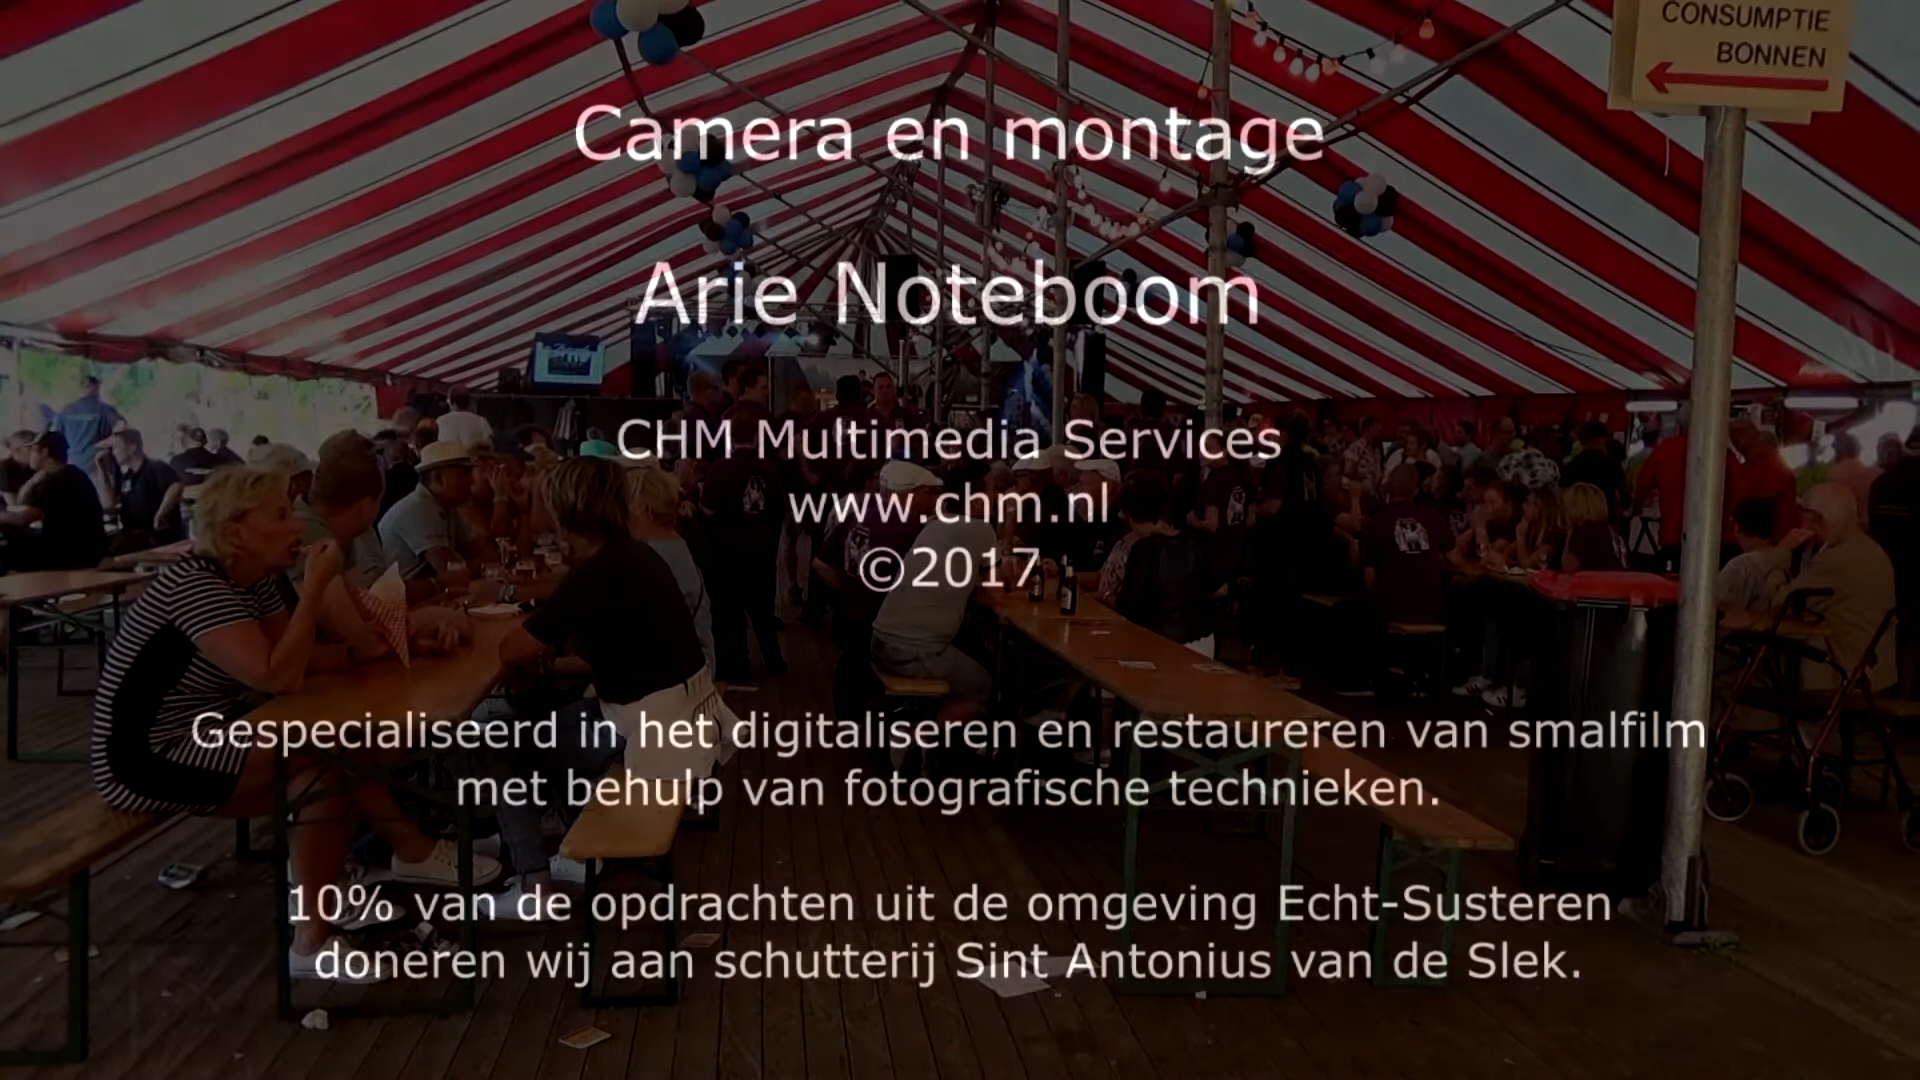 CONSUMPTIE
BONNEN
Camera en montage
Arie Noteboom
CHM Multimedia Services
www.chm.nl
©2017
Gespecialiseerd in het digitaliseren en restaureren van smalfilm
met behulp van fotografische technieken.
10% van de opdrachten uit de omgeving Echt-Susteren
doneren wij aan schutterij Sint Antonius van de Slek.